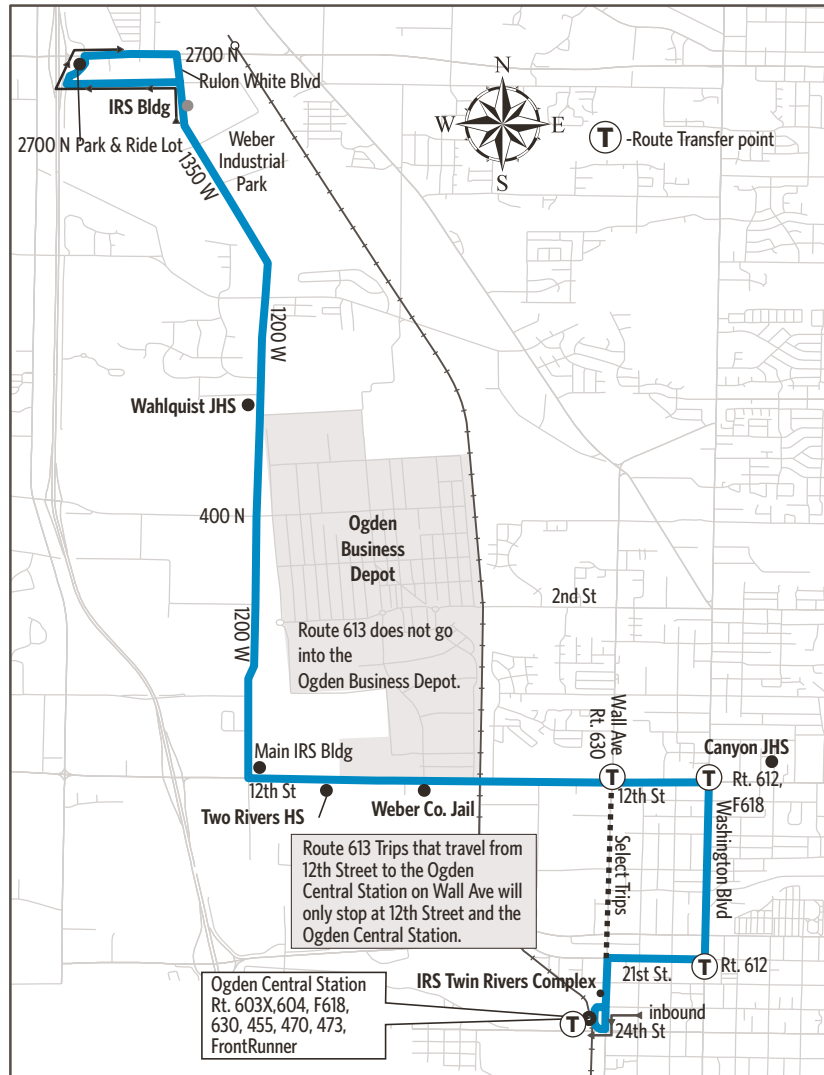 2700 N
Rulon White Blvd
IRS Bldg
2700 N Park & Ride Lot
Weber
Industrial
Park
1350 W
N
W
E
S
T
-Route Transfer point
1200 W
Wahlquist JHS
400 N
Ogden
Business
Depot
2nd St
1200 W
Route 613 does not go
into the
Ogden Business Depot.
Wall Ave
Rt. 630
Main IRS Bldg
Canyon JHS
T
T
Rt. 612,
F618
12th St
12th St
Two Rivers HS
Weber Co. Jail
Washington Blvd
Select Trips
Route 613 Trips that travel from
12th Street to the Ogden
Central Station on Wall Ave will
only stop at 12th Street and the
Ogden Central Station.
T
Rt. 612
21st St.
IRS Twin Rivers Complex
Ogden Central Station
Rt. 603X,604, F618,
630, 455, 470, 473,
FrontRunner
T
inbound
24th St